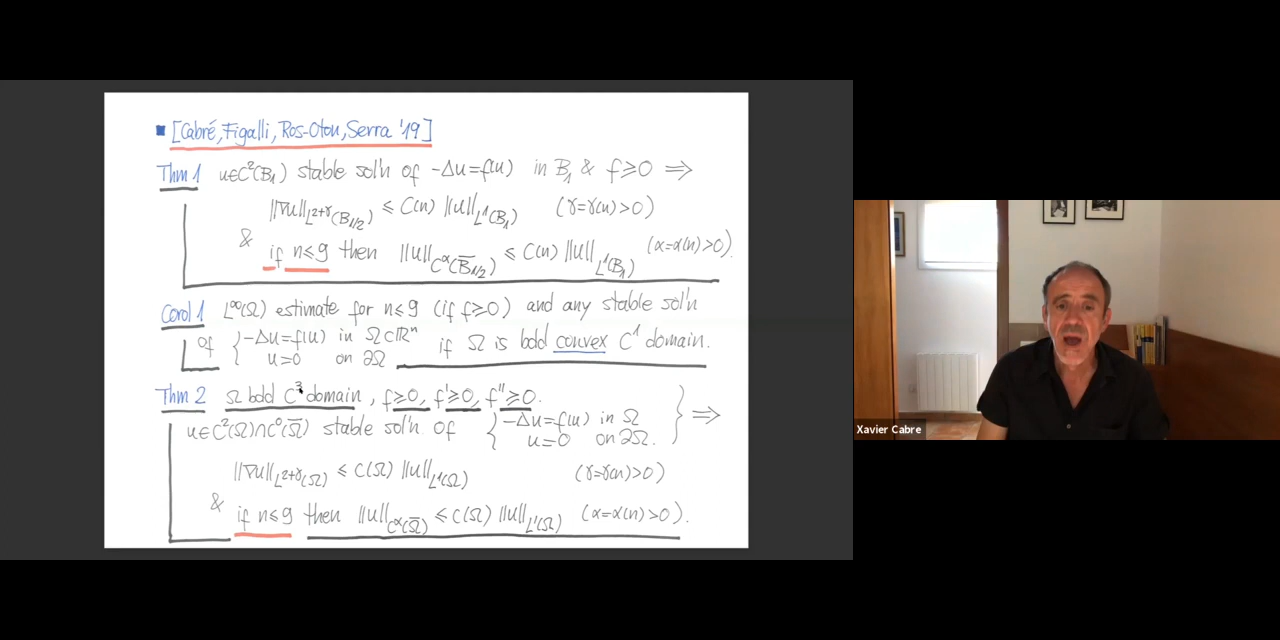 ▪ [Cabré, Figalli, Ros-Oton, Serra '19]
Thm 1 u∈C²(B₁) stable sol'n of -Δu=f(u) in B₁ & f≥0 ⇒
||∇u||_{L^{2+γ}(B_{1/2})} ≤ C(n) ||u||_{L¹(B₁)} (γ=γ(n)>0)
& if n≤9 then ||u||_{C^α(B̅_{1/2})} ≤ C(n) ||u||_{L¹(B₁)} (α=α(n)>0).
Corol 1 L^∞(Ω) estimate for n≤9 (if f≥0) and any stable sol'n
of { -Δu=f(u) in Ω⊂ℝⁿ
u=0 on ∂Ω if Ω is bdd convex C¹ domain.
Thm 2 Ω bdd C³ domain, f≥0, f'≥0, f''≥0.
u∈C²(Ω)∩C⁰(Ω̅) stable sol'n of { -Δu=f(u) in Ω
u=0 on ∂Ω. } ⇒
||∇u||_{L^{2+γ}(Ω)} ≤ C(Ω) ||u||_{L¹(Ω)} (γ=γ(n)>0)
& if n≤9 then ||u||_{C^α(Ω̅)} ≤ C(Ω) ||u||_{L¹(Ω)} (α=α(n)>0).
Xavier Cabre